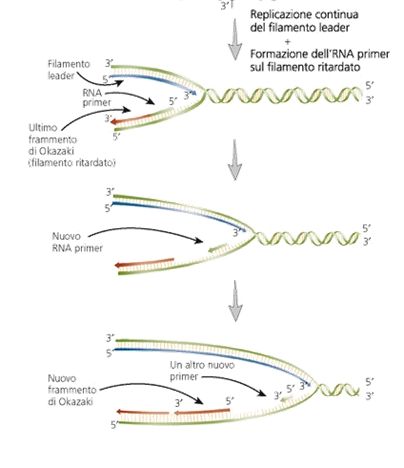 3'
Replicazione continua
del filamento leader
+
Formazione dell'RNA primer
sul filamento ritardato
Filamento
leader
3'
5'
RNA
primer
5'
3'
5'
3'
3'
5'
Ultimo
frammento
di Okazaki
(filamento ritardato)
3'
5'
Nuovo
RNA primer
3'
5'
3'
5'
3'
5'
Un altro nuovo
primer
Nuovo
frammento
di Okazaki
3'
5'
3'
5'
3'
5'
3'
5'